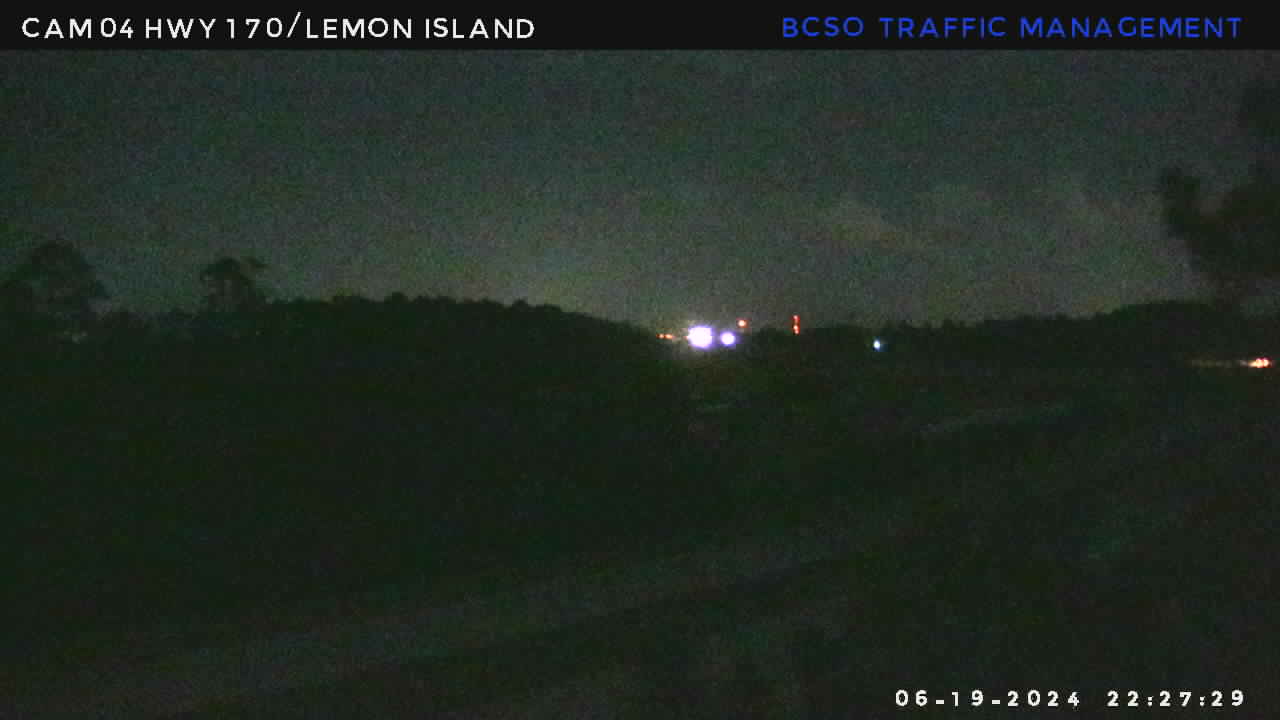 CAM 04 HWY 170/LEMON ISLAND
BCSO TRAFFIC MANAGEMENT
06-19-2024 22:27:29